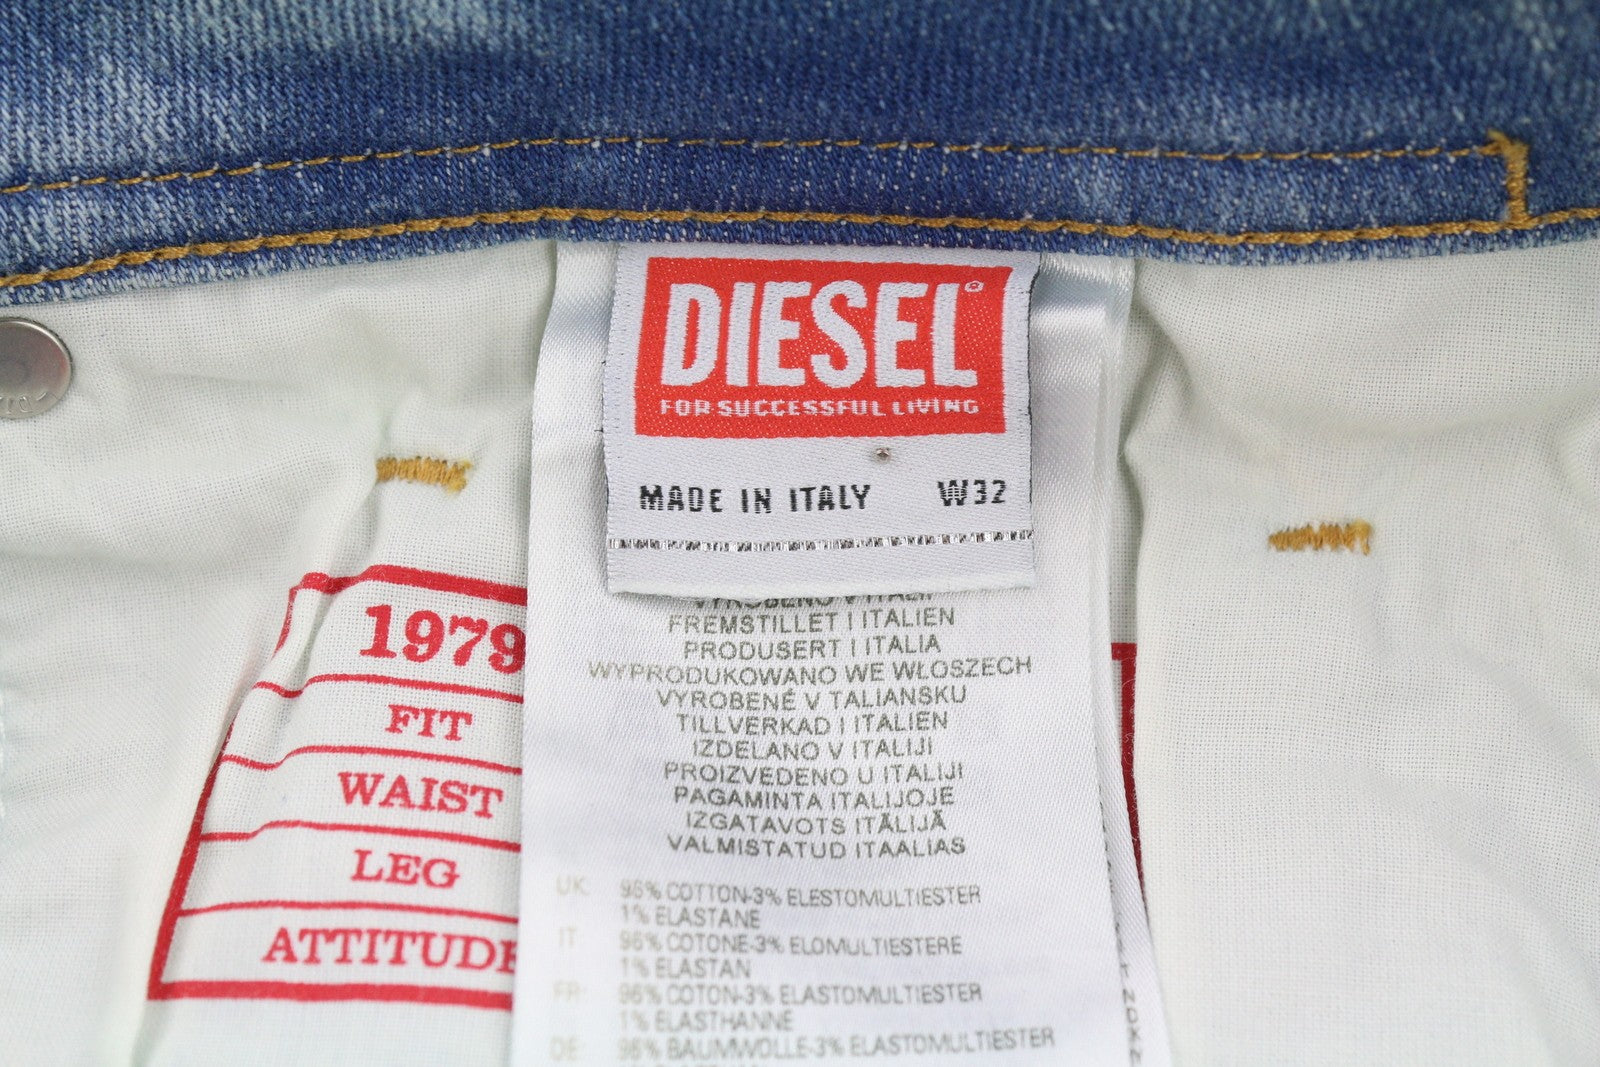 DIESEL®
FOR SUCCESSFUL LIVING
MADE IN ITALY W32
1979
FIT
WAIST
LEG
ATTITUDE
VYROBENO V ITÁLII
FREMSTILLET I ITALIEN
PRODUSERT I ITALIA
WYPRODUKOWANO WE WŁOSZECH
VYROBENÉ V TALIANSKU
TILLVERKAD I ITALIEN
IZDELANO V ITALIJI
PROIZVEDENO U ITALIJI
PAGAMINTA ITALIJOJE
IZGATAVOTS ITĀLIJĀ
VALMISTATUD ITAALIAS
UK: 96% COTTON-3% ELESTOMULTIESTER
1% ELASTANE
IT: 96% COTONE-3% ELOMULTIESTERE
1% ELASTAN
FR: 96% COTON-3% ELASTOMULTIESTER
1% ELASTHANNE
DE: 96% BAUMWOLLE-3% ELASTOMULTIESTER